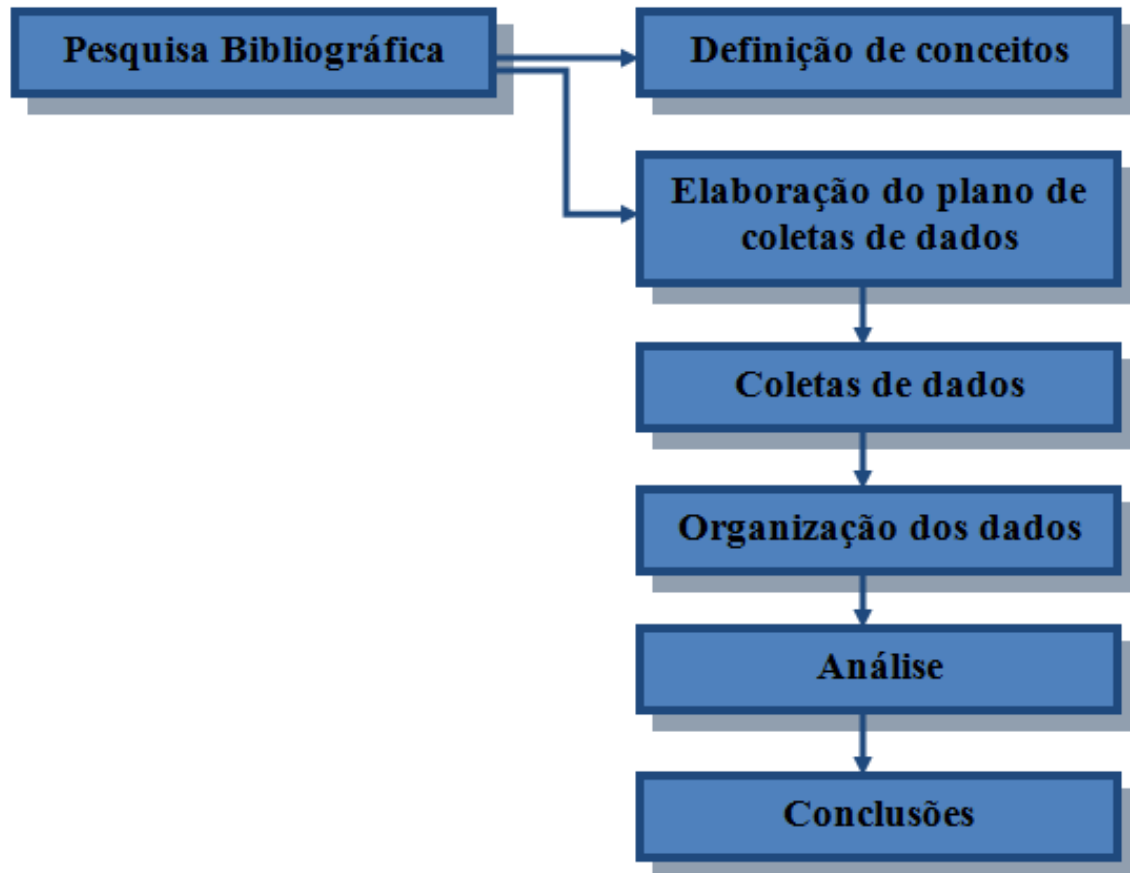 Pesquisa Bibliográfica
Definição de conceitos
Elaboração do plano de
coletas de dados
Coletas de dados
Organização dos dados
Análise
Conclusões